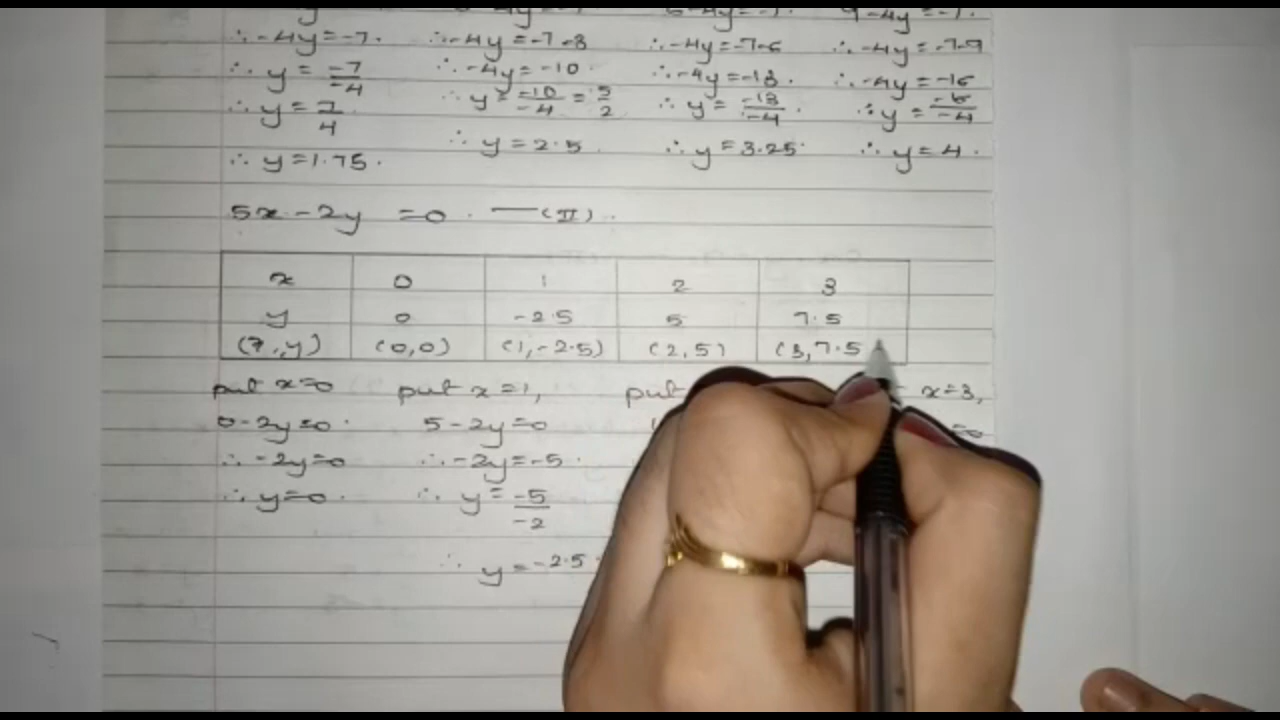 ∴ -4y = -7. ∴ -4y = -7-3 ∴ -4y = -7-6 ∴ -4y = -7-9
∴ y = -7/-4 ∴ -4y = -10. ∴ -4y = -13. ∴ -4y = -16
∴ y = 7/4 ∴ y = -10/-4 = 5/2 ∴ y = -13/-4. ∴ y = -16/-4
∴ y = 1.75. ∴ y = 2.5. ∴ y = 3.25. ∴ y = 4.
5x - 2y = 0. —(II).
x 0 1 2 3
y 0 -2.5 5 7.5
(x,y) (0,0) (1,-2.5) (2,5) (3,7.5
put x=0 put x=1, put x=3,
0-2y=0. 5-2y=0 =0
∴ -2y=0 ∴ -2y=-5.
∴ y=0. ∴ y = -5/-2
∴ y = -2.5